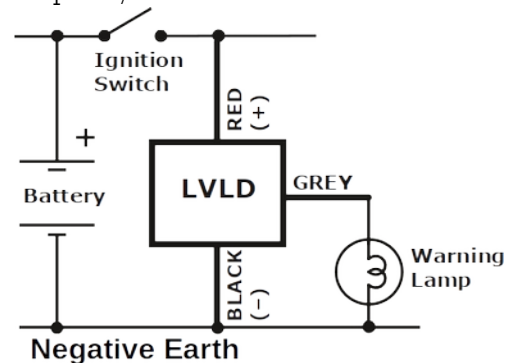 Ignition
Switch
RED
(+)
+
LVLD
GREY
Battery
BLACK
(−)
Warning
Lamp
Negative Earth